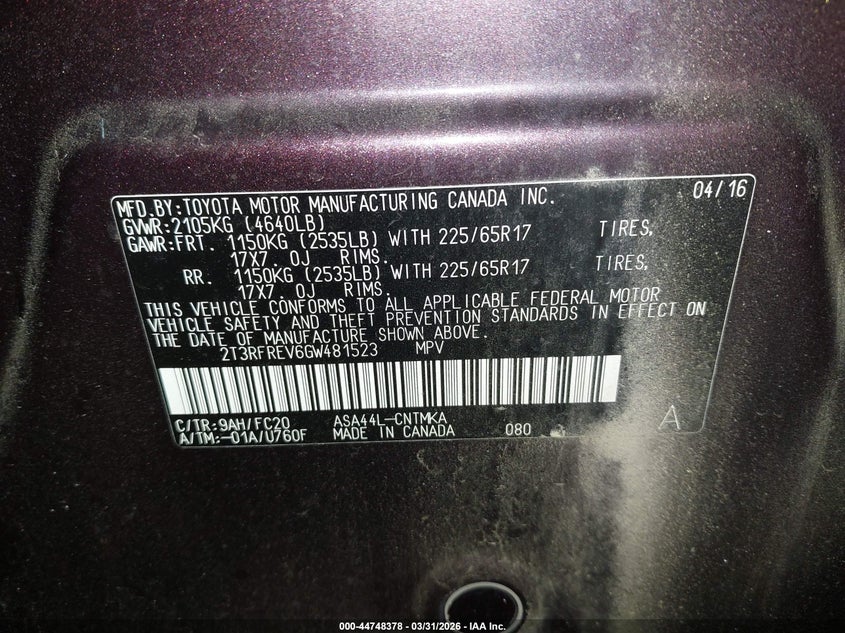 MFD.BY:TOYOTA MOTOR MANUFACTURING CANADA INC. 04/16
GVWR:2105KG (4640LB)
GAWR:FRT. 1150KG (2535LB) WITH 225/65R17 TIRES,
17X7. 0J RIMS.
RR. 1150KG (2535LB) WITH 225/65R17 TIRES,
17X7 0J RIMS.
THIS VEHICLE CONFORMS TO ALL APPLICABLE FEDERAL MOTOR
VEHICLE SAFETY AND THEFT PREVENTION STANDARDS IN EFFECT ON
THE DATE OF MANUFACTURE SHOWN ABOVE.
2T3RFREV6GW481523 MPV
C/TR:9AH/FC20 ASA44L-CNTMKA
A/TM:-01A/U760F MADE IN CANADA 080 A
000-44748378 - 03/31/2026 - IAA Inc.